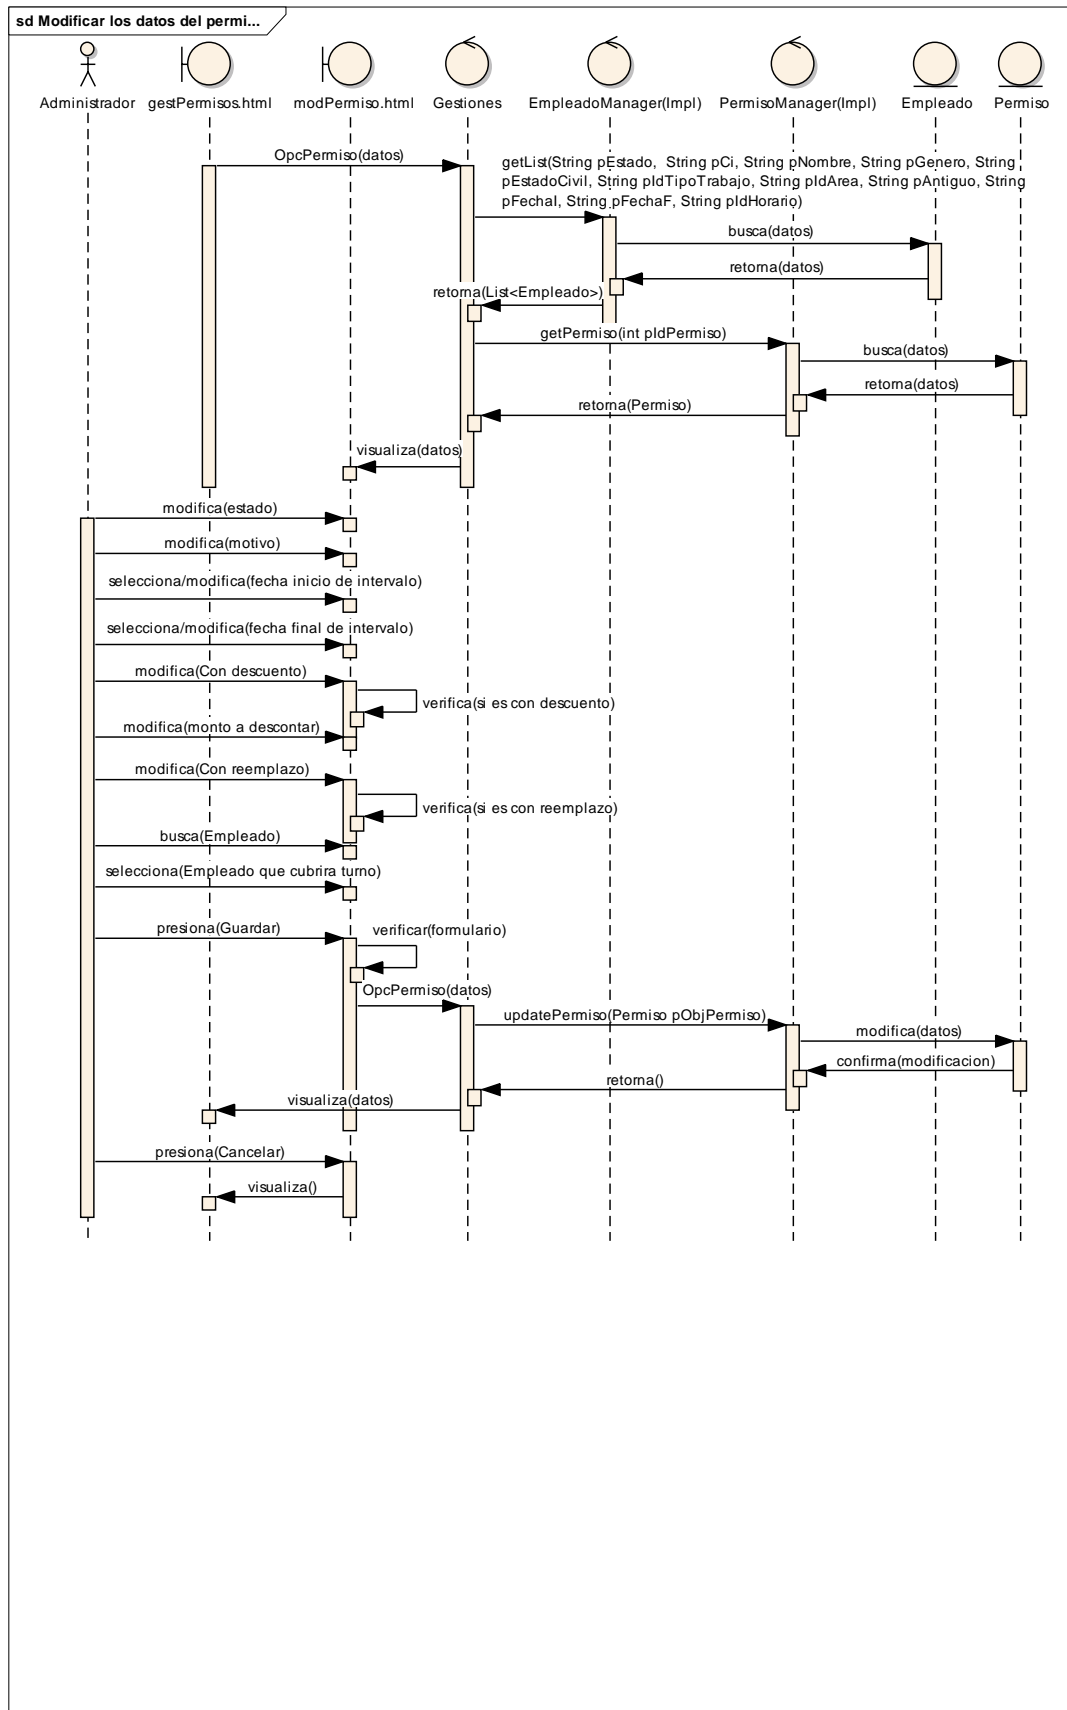 sd Modificar los datos del permi...
Administrador
gestPermisos.html
modPermiso.html
Gestiones
EmpleadoManager(Impl)
PermisoManager(Impl)
Empleado
Permiso
OpcPermiso(datos)
getList(String pEstado, String pCi, String pNombre, String pGenero, String
pEstadoCivil, String pIdTipoTrabajo, String pIdArea, String pAntiguo, String
pFechaI, String pFechaF, String pIdHorario)
busca(datos)
retorna(datos)
retorna(List<Empleado>)
getPermiso(int pIdPermiso)
busca(datos)
retorna(datos)
retorna(Permiso)
visualiza(datos)
modifica(estado)
modifica(motivo)
selecciona/modifica(fecha inicio de intervalo)
selecciona/modifica(fecha final de intervalo)
modifica(Con descuento)
verifica(si es con descuento)
modifica(monto a descontar)
modifica(Con reemplazo)
verifica(si es con reemplazo)
busca(Empleado)
selecciona(Empleado que cubrira turno)
presiona(Guardar)
verificar(formulario)
OpcPermiso(datos)
updatePermiso(Permiso pObjPermiso)
modifica(datos)
confirma(modificacion)
retorna()
visualiza(datos)
presiona(Cancelar)
visualiza()